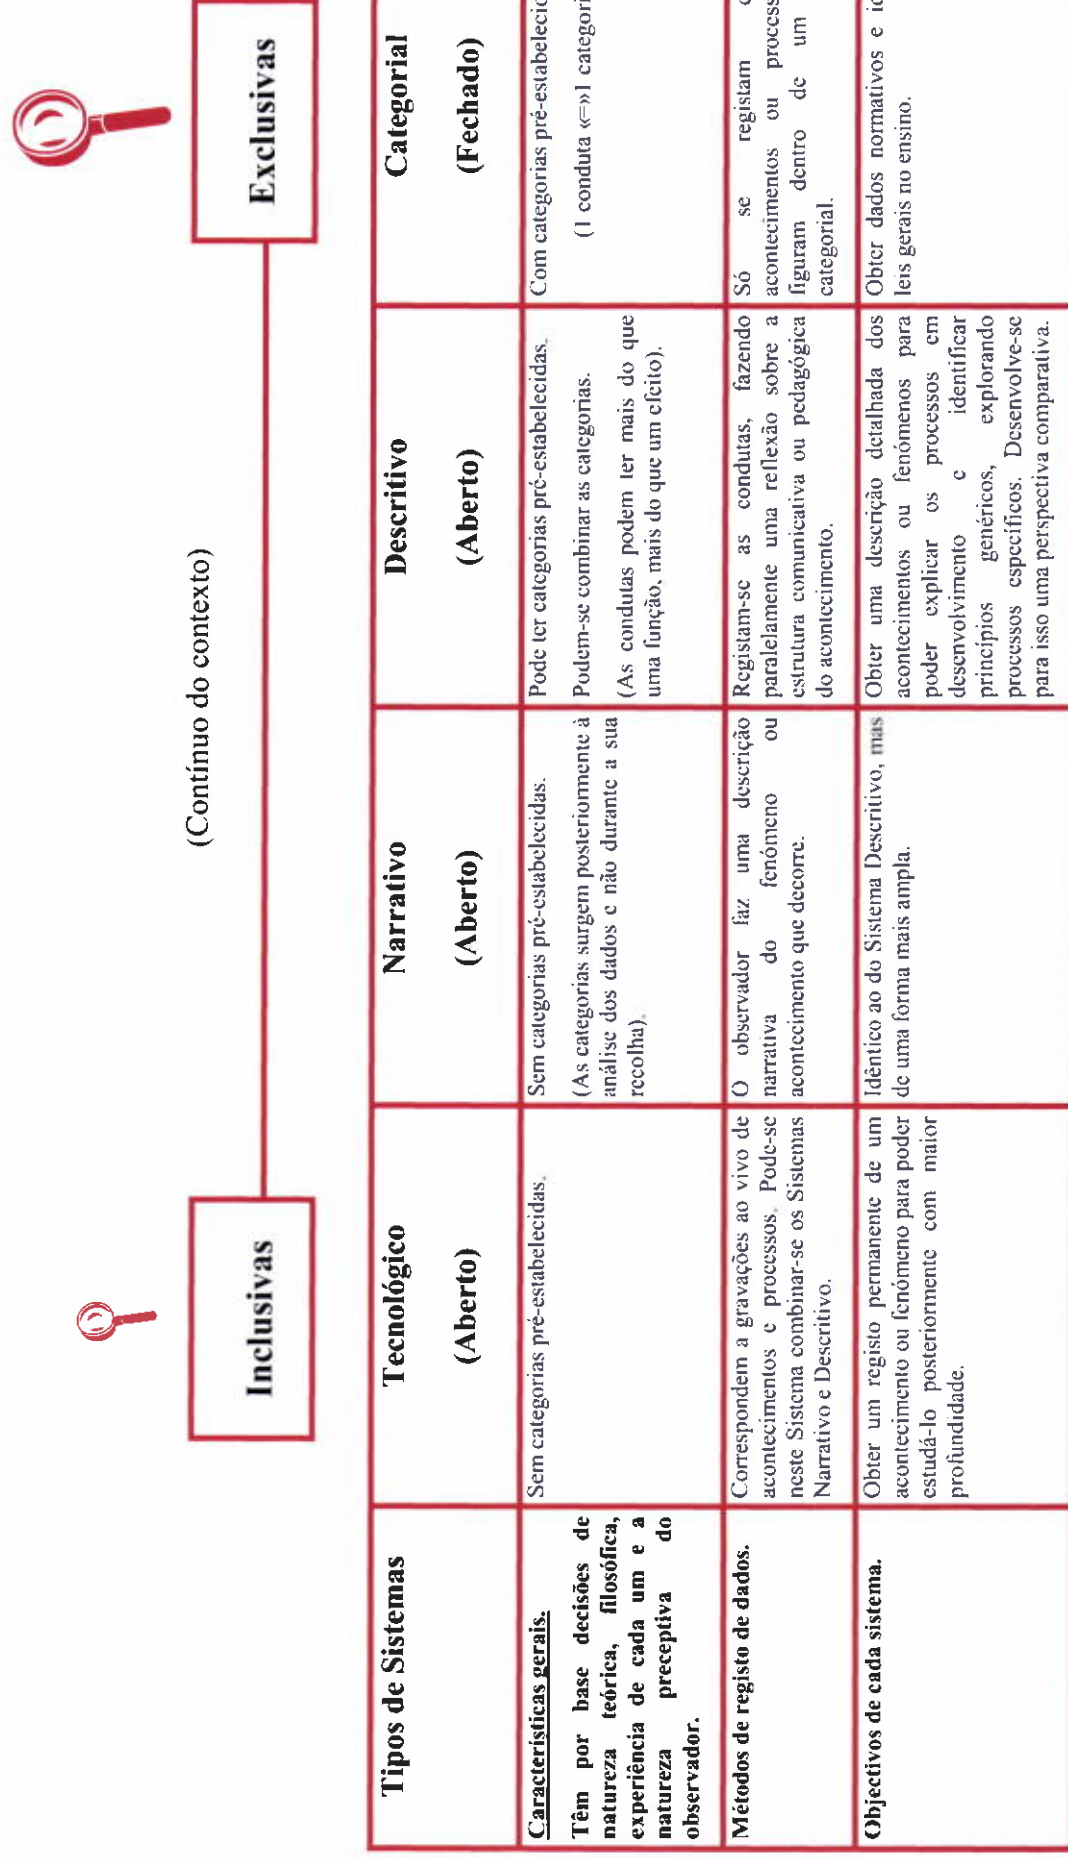 (Contínuo do contexto)
Inclusivas
Exclusivas
Tipos de Sistemas
Tecnológico
(Aberto)
Narrativo
(Aberto)
Descritivo
(Aberto)
Categorial
(Fechado)
Características gerais.
Têm por base decisões de
natureza teórica, filosófica,
experiência de cada um e a
natureza preceptiva do
observador.
Sem categorias pré-estabelecidas.
Sem categorias pré-estabelecidas.
(As categorias surgem posteriormente à
análise dos dados e não durante a sua
recolha).
Pode ter categorias pré-estabelecidas.
Podem-se combinar as categorias.
(As condutas podem ter mais do que
uma função, mais do que um efeito).
Com categorias
(1 conduta «=»1
Métodos de registo de dados.
Correspondem a gravações ao vivo de
acontecimentos e processos. Pode-se
neste Sistema combinar-se os Sistemas
Narrativo e Descritivo.
O observador faz uma descrição
narrativa do fenómeno ou
acontecimento que decorre.
Registam-se as condutas, fazendo
paralelamente uma reflexão sobre a
estrutura comunicativa ou pedagógica
do acontecimento.
Só se registam
acontecimentos ou
figuram dentro de um
categorial.
Objectivos de cada sistema.
Obter um registo permanente de um
acontecimento ou fenómeno para poder
estudá-lo posteriormente com maior
profundidade.
Idêntico ao do Sistema Descritivo, mas
de uma forma mais ampla.
Obter uma descrição detalhada dos
acontecimentos ou fenómenos para
poder explicar os processos em
desenvolvimento e identificar
princípios genéricos, explorando
processos específicos. Desenvolve-se
para isso uma perspectiva comparativa.
Obter dados normativos e
leis gerais no ensino.